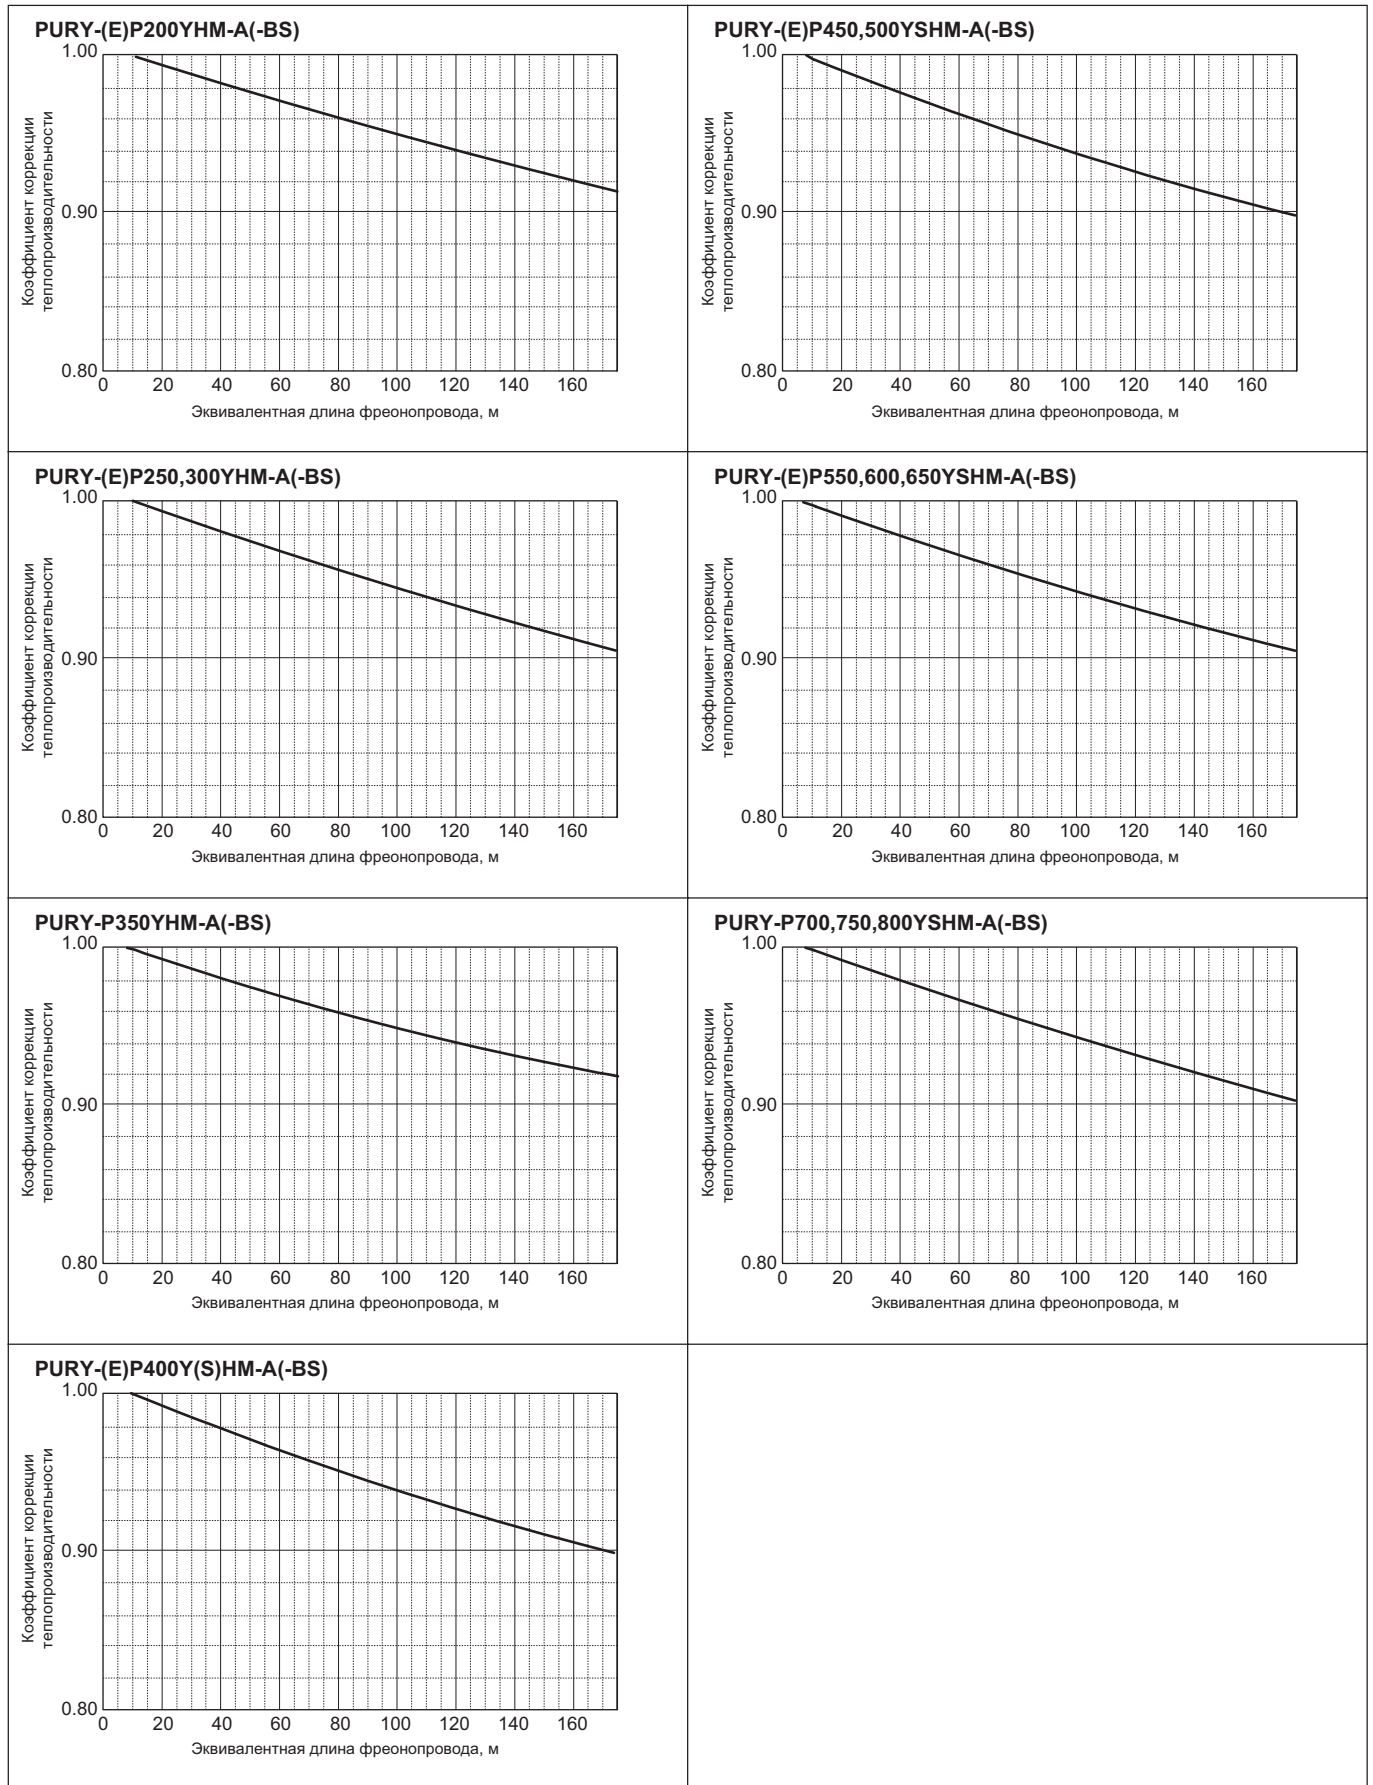 PURY-(E)P200YHM-A(-BS)
1.00
0.90
0.80
Коэффициент коррекции
теплопроизводительности
0 20 40 60 80 100 120 140 160
Эквивалентная длина фреонопровода, м
PURY-(E)P450,500YSHM-A(-BS)
1.00
0.90
0.80
Коэффициент коррекции
теплопроизводительности
0 20 40 60 80 100 120 140 160
Эквивалентная длина фреонопровода, м
PURY-(E)P250,300YHM-A(-BS)
1.00
0.90
0.80
Коэффициент коррекции
теплопроизводительности
0 20 40 60 80 100 120 140 160
Эквивалентная длина фреонопровода, м
PURY-(E)P550,600,650YSHM-A(-BS)
1.00
0.90
0.80
Коэффициент коррекции
теплопроизводительности
0 20 40 60 80 100 120 140 160
Эквивалентная длина фреонопровода, м
PURY-P350YHM-A(-BS)
1.00
0.90
0.80
Коэффициент коррекции
теплопроизводительности
0 20 40 60 80 100 120 140 160
Эквивалентная длина фреонопровода, м
PURY-P700,750,800YSHM-A(-BS)
1.00
0.90
0.80
Коэффициент коррекции
теплопроизводительности
0 20 40 60 80 100 120 140 160
Эквивалентная длина фреонопровода, м
PURY-(E)P400Y(S)HM-A(-BS)
1.00
0.90
0.80
Коэффициент коррекции
теплопроизводительности
0 20 40 60 80 100 120 140 160
Эквивалентная длина фреонопровода, м